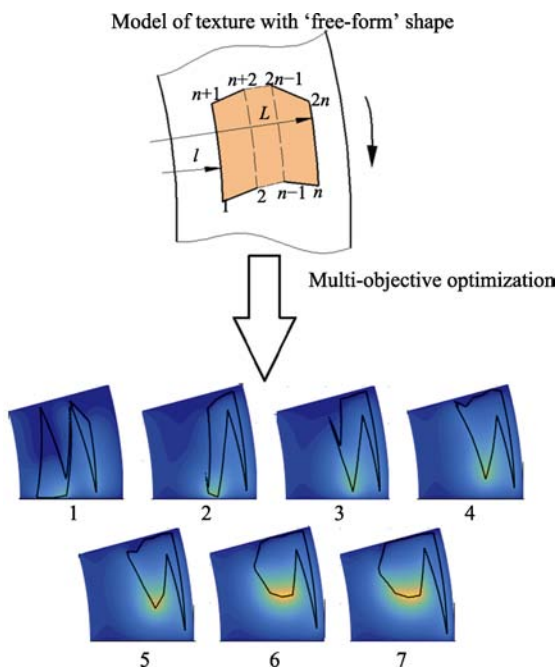 Model of texture with ‘free-form’ shape
n+2 2n−1
n+1
2n
L
l
1
2
n−1
n
Multi-objective optimization
1 2 3 4
5 6 7